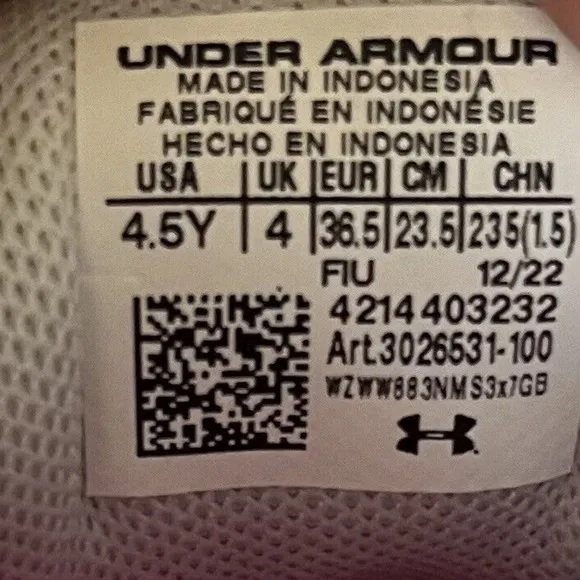 UNDER ARMOUR
MADE IN INDONESIA
FABRIQUÉ EN INDONÉSIE
HECHO EN INDONESIA
USA | UK | EUR | CM | CHN
4.5Y | 4 | 36.5 | 23.5 | 235(1.5)
FIU 12/22
4214403232
Art.3026531-100
WZWW883NMS3x7GB